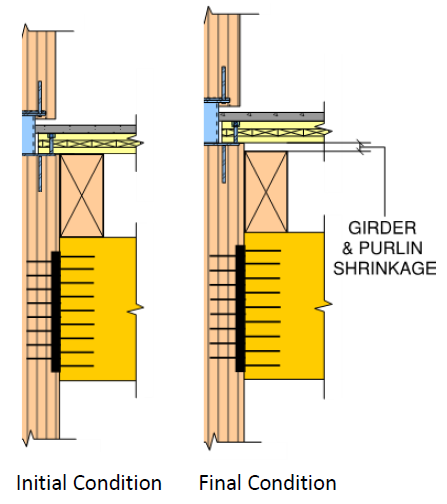 GIRDER
& PURLIN
SHRINKAGE
Initial Condition
Final Condition